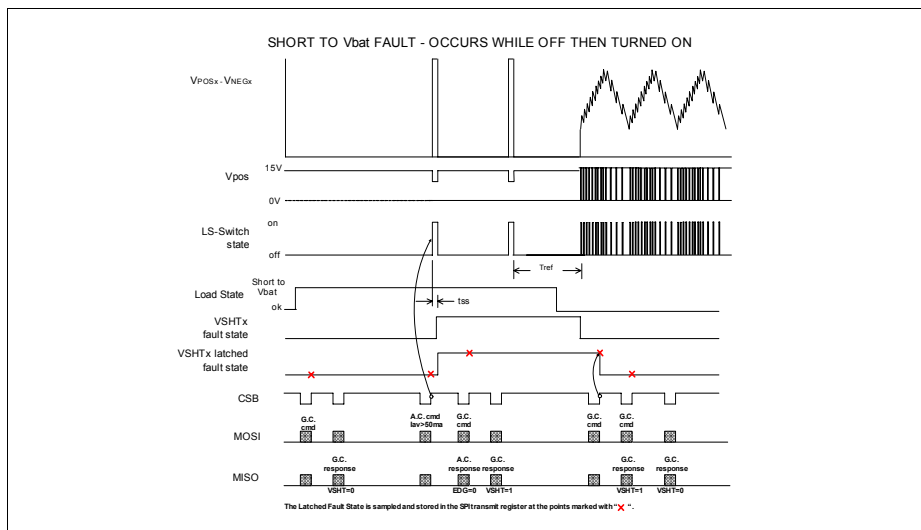 SHORT TO Vbat FAULT - OCCURS WHILE OFF THEN TURNED ON
VPOSx - VNEGx
15V
Vpos
0V
on
LS-Switch
state
off
Tref
Short to
Vbat
Load State
ok
tss
VSHTx
fault state
VSHTx latched
fault state
CSB
G.C.
cmd
A.C. cmd
Iav>50ma
G.C.
cmd
G.C.
cmd
G.C.
cmd
MOSI
G.C.
response
A.C.
response
G.C.
response
G.C.
response
G.C.
response
MISO
VSHT=0
EDG=0
VSHT=1
VSHT=1
VSHT=0
The Latched Fault State is sampled and stored in the SPI transmit register at the points marked with "X ".